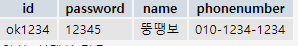 id password name phonenumber
ok1234 12345 뚱땡보 010-1234-1234